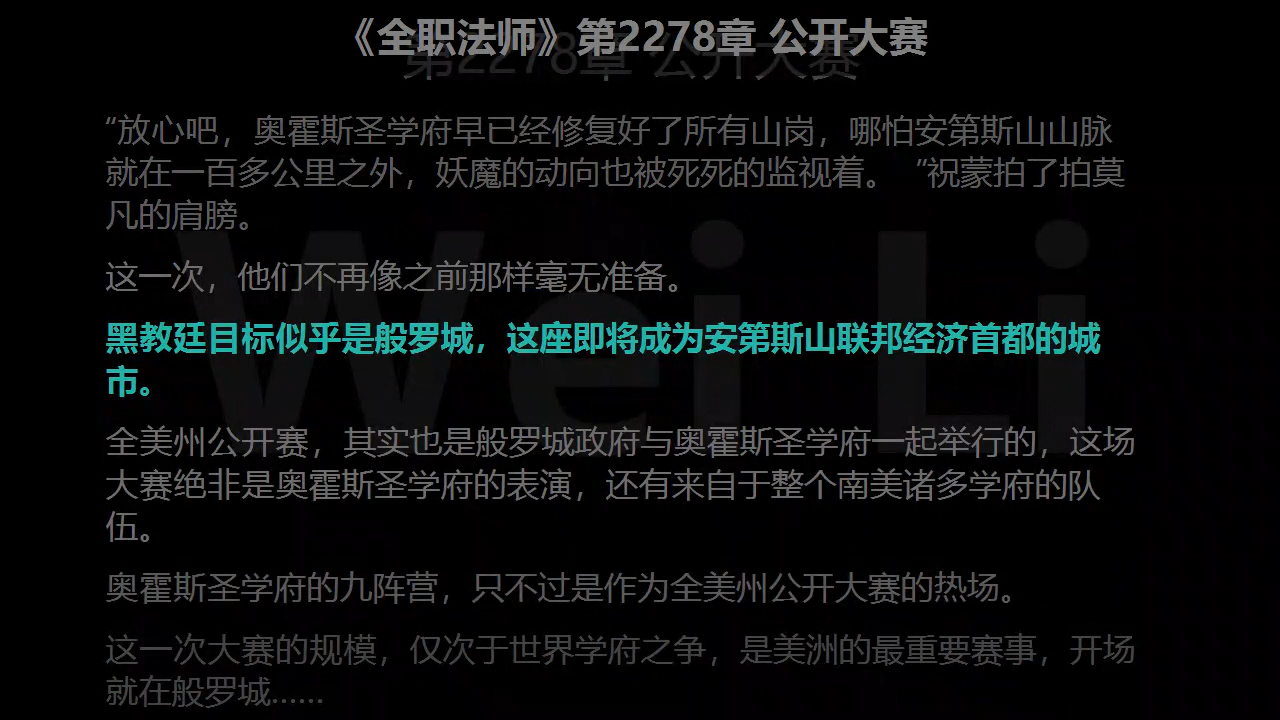 《全职法师》第2278章 公开大赛
第2278章 公开大赛
“放心吧，奥霍斯圣学府早已经修复好了所有山岗，哪怕安第斯山山脉
就在一百多公里之外，妖魔的动向也被死死的监视着。 ”祝蒙拍了拍莫
凡的肩膀。
这一次，他们不再像之前那样毫无准备。
黑教廷目标似乎是般罗城，这座即将成为安第斯山联邦经济首都的城
市。
全美州公开赛，其实也是般罗城政府与奥霍斯圣学府一起举行的，这场
大赛绝非是奥霍斯圣学府的表演，还有来自于整个南美诸多学府的队
伍。
奥霍斯圣学府的九阵营，只不过是作为全美州公开大赛的热场。
这一次大赛的规模，仅次于世界学府之争，是美洲的最重要赛事，开场
就在般罗城……
Wei Li